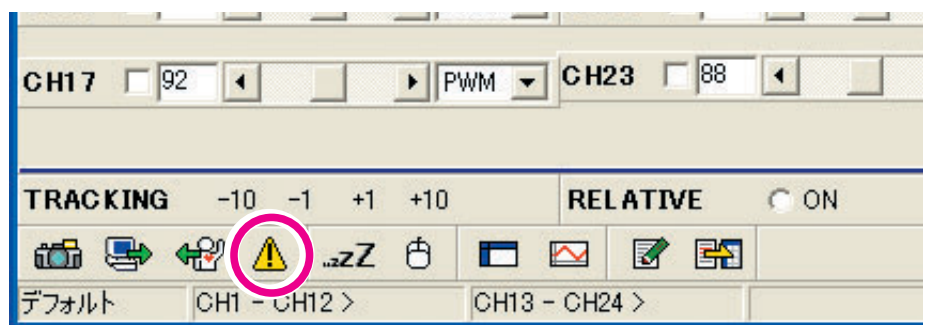 CH17 92 PWM CH23 88
TRACKING -10 -1 +1 +10 RELATIVE ON
..zzZ
デフォルト CH1 - CH12 > CH13 - CH24 >